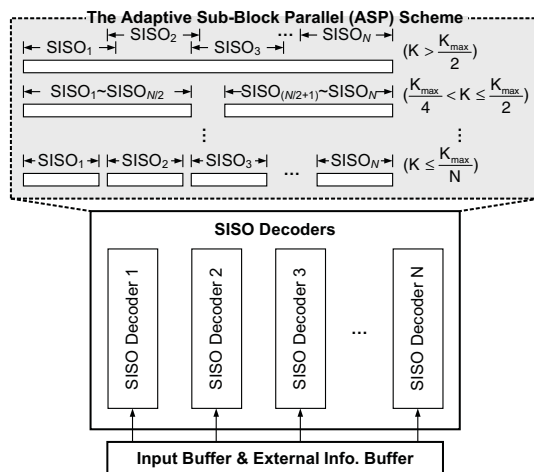 The Adaptive Sub-Block Parallel (ASP) Scheme
SISO1 SISO2 SISO3 ... SISON (K > Kmax/2)
SISO1~SISON/2 SISO(N/2+1)~SISON (Kmax/4 < K ≤ Kmax/2)
⋮ ⋮ ⋮
SISO1 SISO2 SISO3 ... SISON (K ≤ Kmax/N)
SISO Decoders
SISO Decoder 1
SISO Decoder 2
SISO Decoder 3
...
SISO Decoder N
Input Buffer & External Info. Buffer